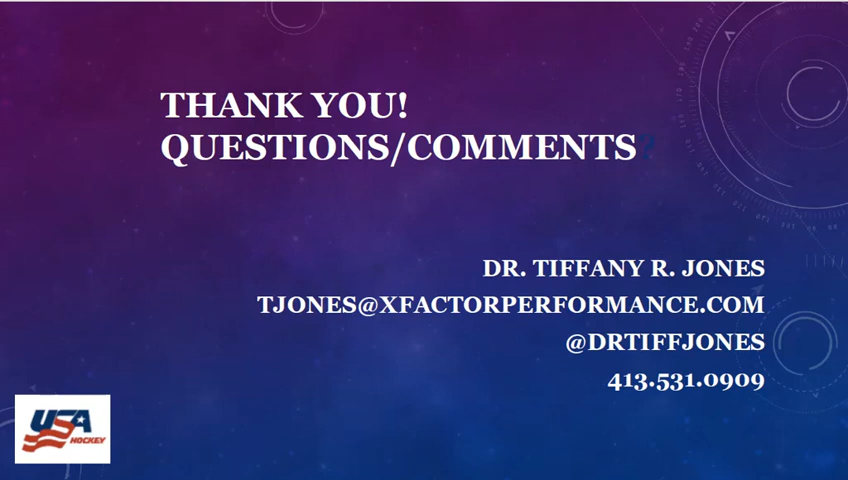 THANK YOU!
QUESTIONS/COMMENTS?
DR. TIFFANY R. JONES
TJONES@XFACTORPERFORMANCE.COM
@DRTIFFJONES
413.531.0909
USA
HOCKEY